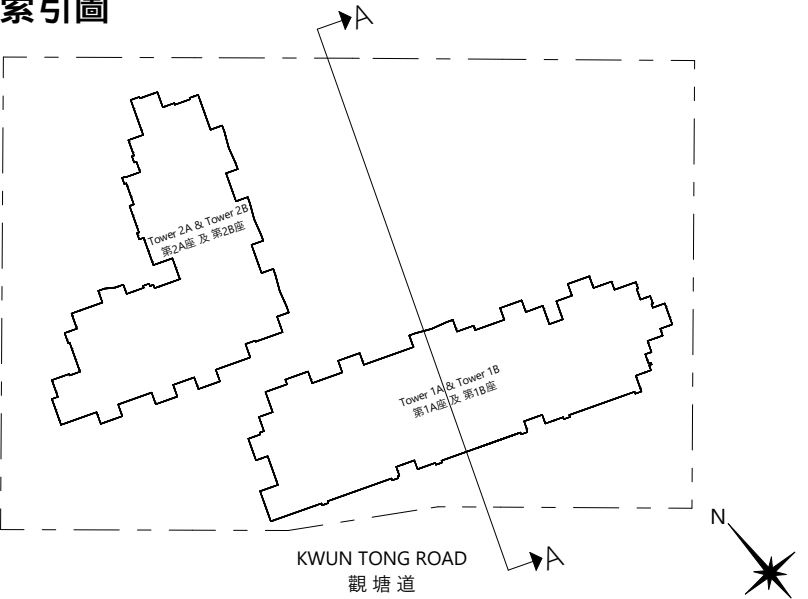 索引圖
A
Tower 2A & Tower 2B
第2A座 及 第2B座
Tower 1A & Tower 1B
第1A座 及 第1B座
N
KWUN TONG ROAD
觀塘道
A